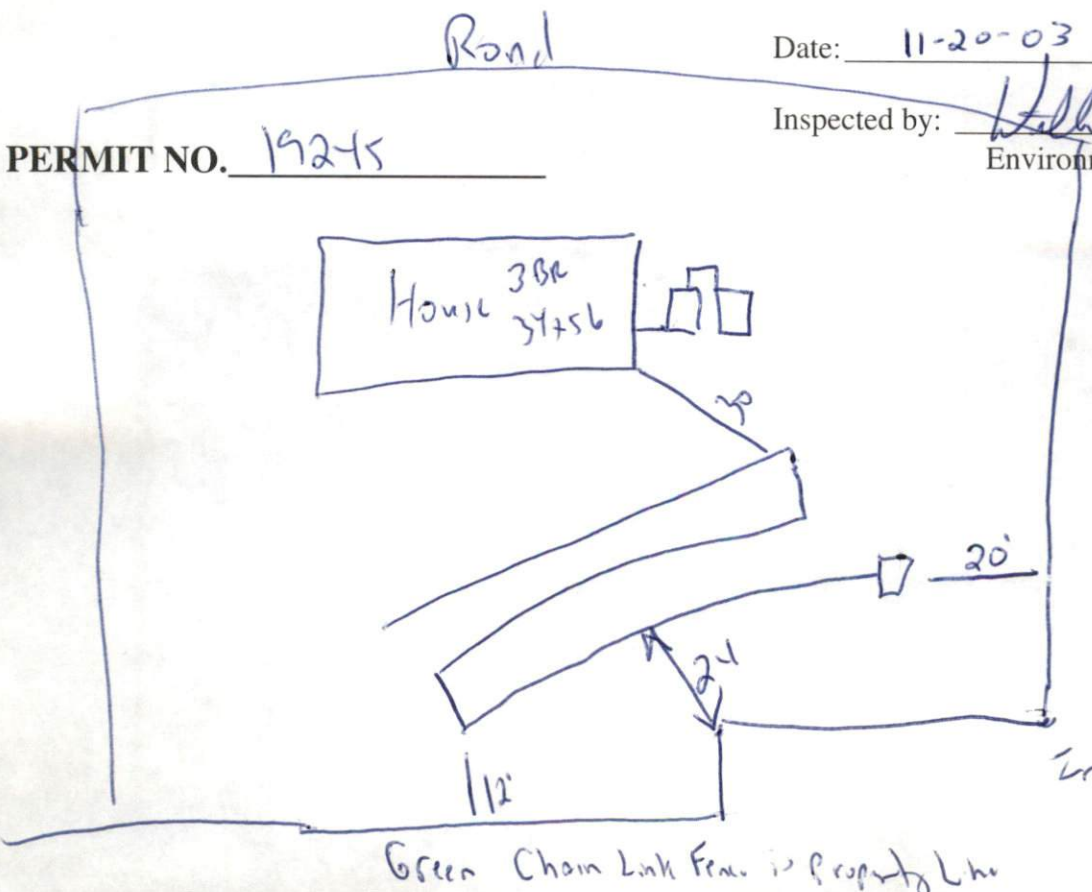 Road
Date: 11-20-03
Inspected by:
Environ
PERMIT NO. 19245
House 3BR
34x56
20'
24
12'
Green Chain Link Fence is Property Line